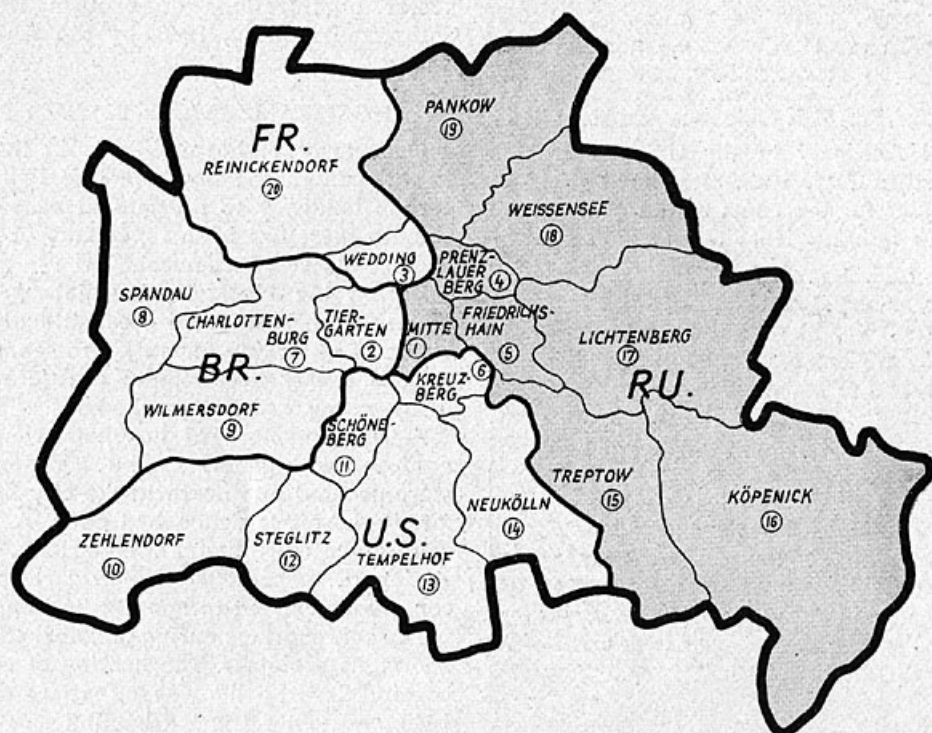 PANKOW
19
FR.
REINICKENDORF
20
WEISSENSEE
18
WEDDING
3
PRENZ-
LAUER
BERG
4
SPANDAU
8
CHARLOTTEN-
BURG
7
TIER-
GARTEN
2
MITTE
1
FRIEDRICHS-
HAIN
5
LICHTENBERG
17
BR.
RU.
KREUZ-
BERG
6
WILMERSDORF
9
SCHÖNE-
BERG
11
TREPTOW
15
KÖPENICK
16
NEUKÖLLN
14
ZEHLENDORF
10
STEGLITZ
12
U.S.
TEMPELHOF
13